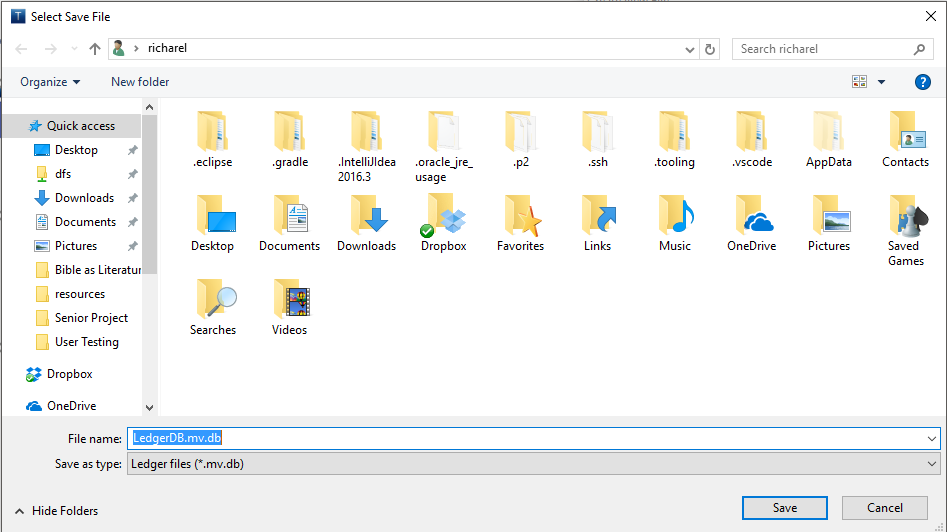 Select Save File
richarel
Search richarel
Organize
New folder
Quick access
Desktop
dfs
Downloads
Documents
Pictures
Bible as Literatur
resources
Senior Project
User Testing
Dropbox
OneDrive
.eclipse
.gradle
.IntelliJIdea
2016.3
.oracle_jre_
usage
.p2
.ssh
.tooling
.vscode
AppData
Contacts
Desktop
Documents
Downloads
Dropbox
Favorites
Links
Music
OneDrive
Pictures
Saved
Games
Searches
Videos
File name:
LedgerDB.mv.db
Save as type:
Ledger files (*.mv.db)
Hide Folders
Save
Cancel